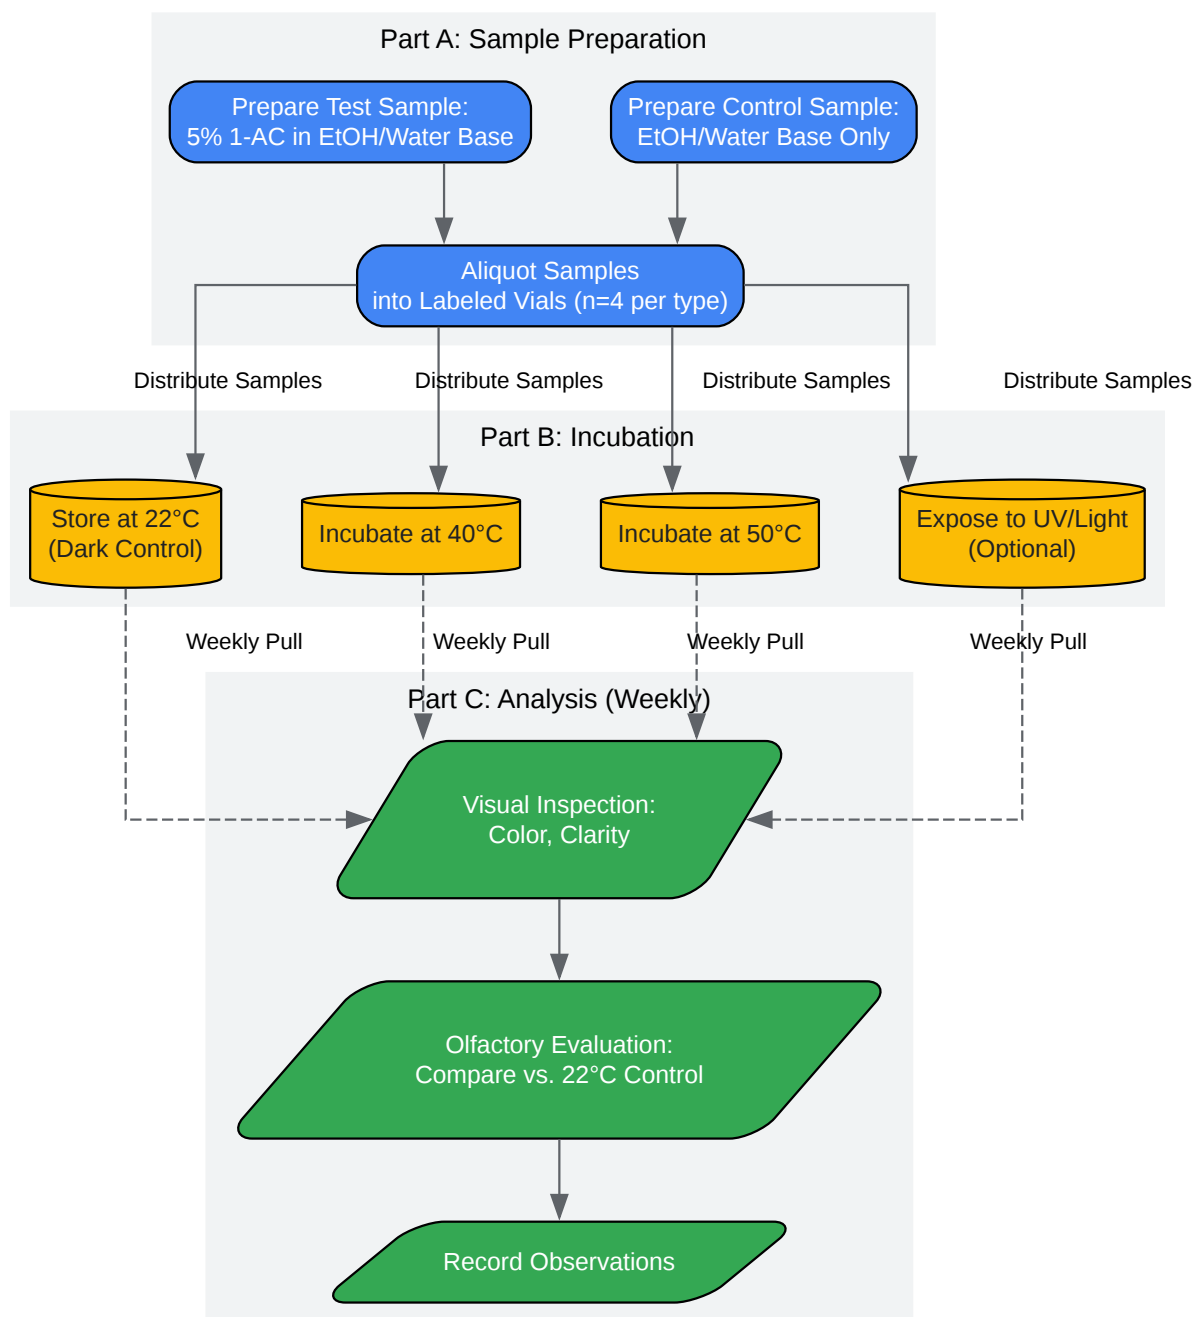 Part A: Sample Preparation
Prepare Test Sample:
5% 1-AC in EtOH/Water Base
Prepare Control Sample:
EtOH/Water Base Only
Aliquot Samples
into Labeled Vials (n=4 per type)
Distribute Samples
Distribute Samples
Distribute Samples
Distribute Samples
Part B: Incubation
Store at 22°C
(Dark Control)
Incubate at 40°C
Incubate at 50°C
Expose to UV/Light
(Optional)
Weekly Pull
Weekly Pull
Weekly Pull
Weekly Pull
Part C: Analysis (Weekly)
Visual Inspection:
Color, Clarity
Olfactory Evaluation:
Compare vs. 22°C Control
Record Observations